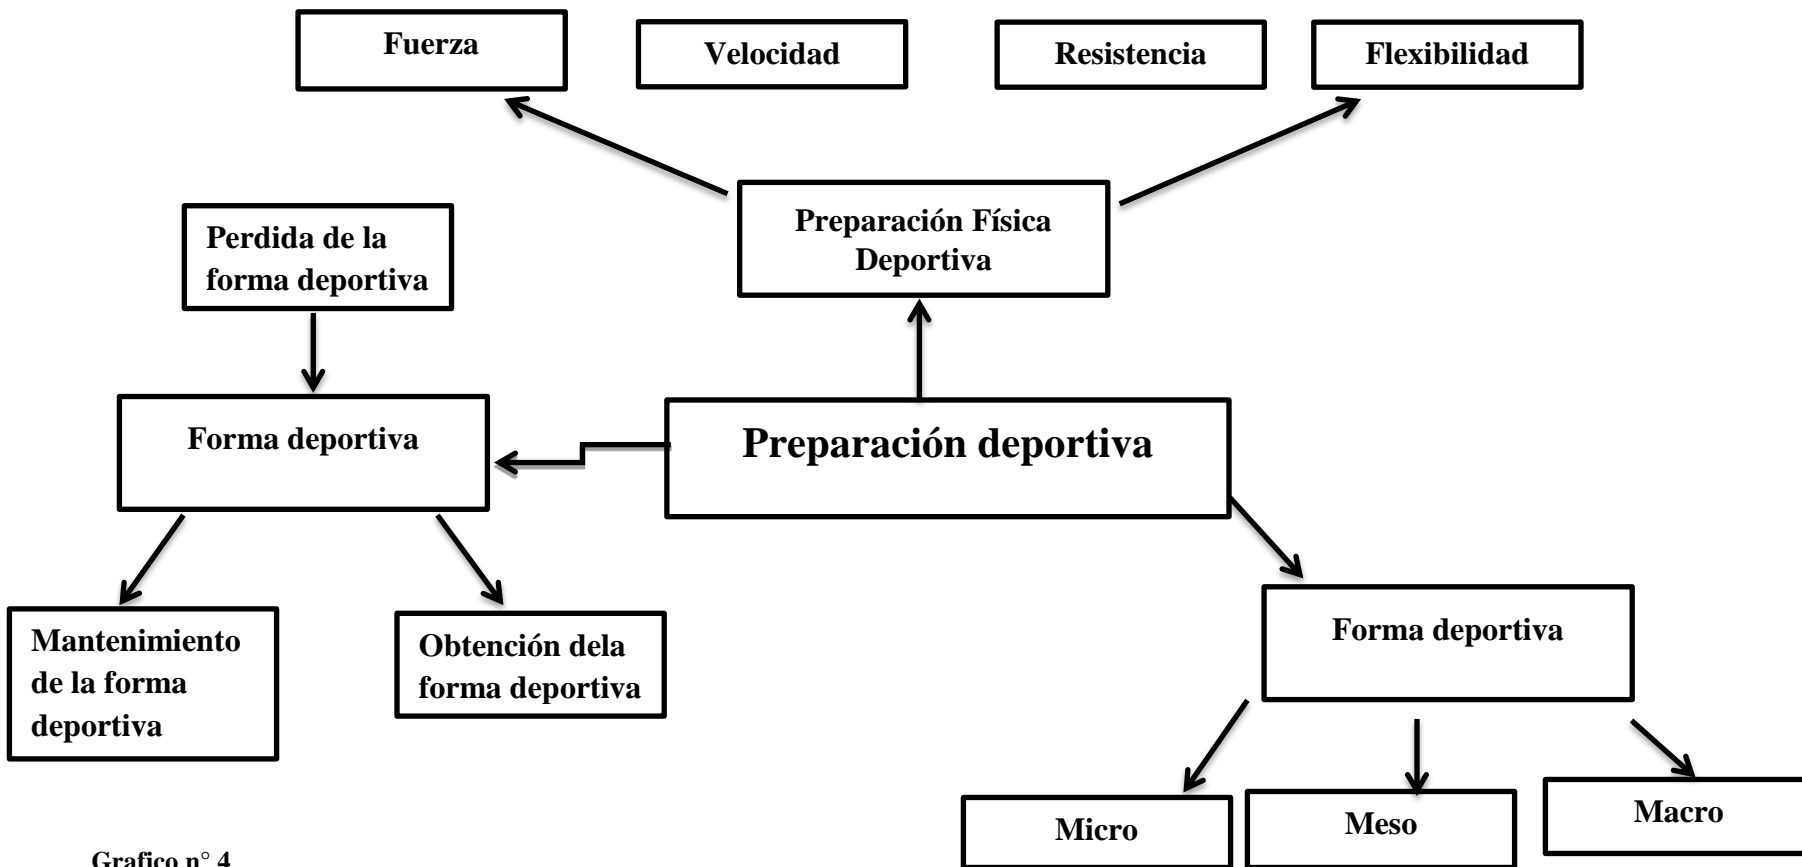 Fuerza
Velocidad
Resistencia
Flexibilidad
Preparación Física
Deportiva
Perdida de la
forma deportiva
Forma deportiva
Preparación deportiva
Mantenimiento
de la forma
deportiva
Obtención dela
forma deportiva
Forma deportiva
Micro
Meso
Macro
Grafico n° 4